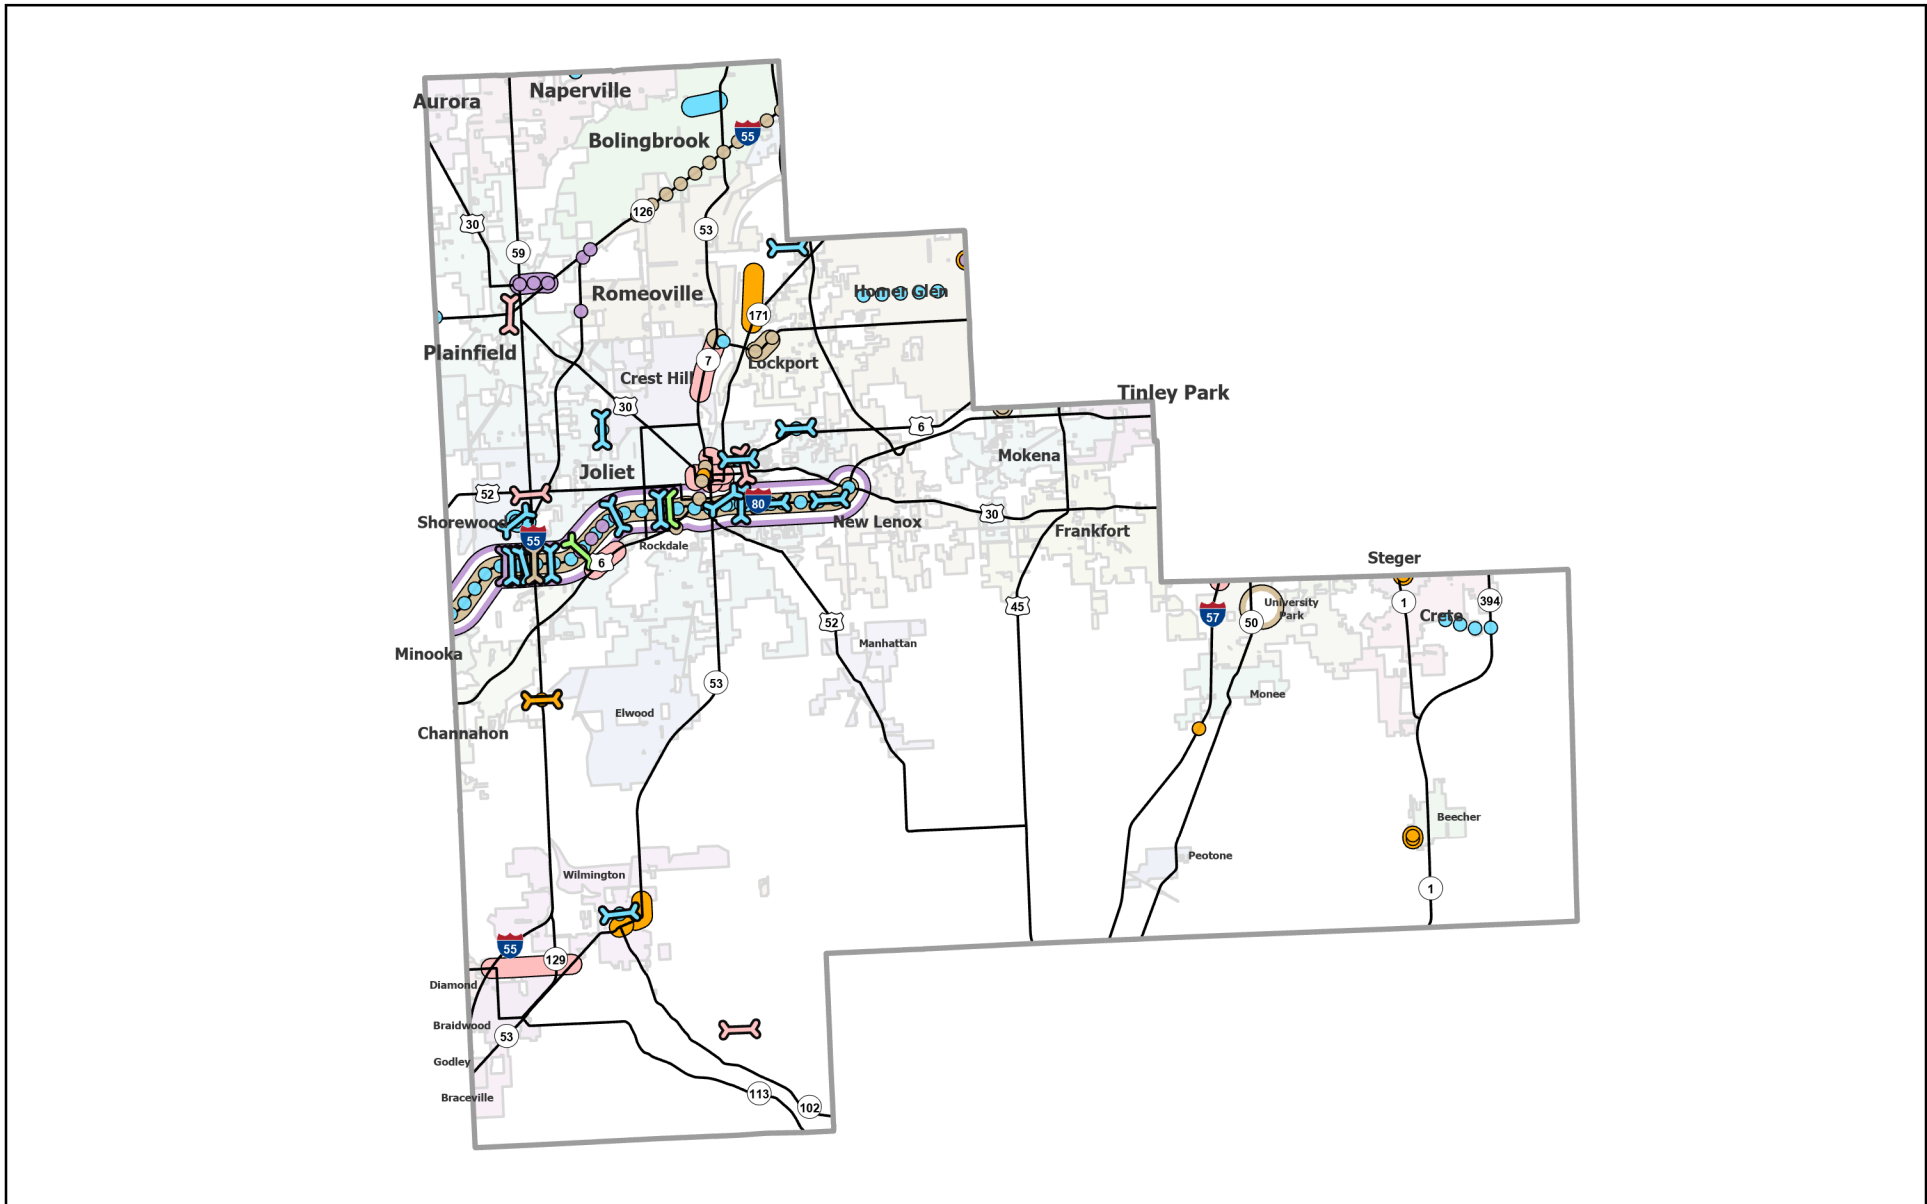 Naperville
Aurora
55
Bolingbrook
126
30
53
59
Homer Glen
Romeoville
171
Plainfield
7
Lockport
Crest Hill
Tinley Park
30
6
Mokena
Joliet
52
80
30
Shorewood
New Lenox
Frankfort
55
Rockdale
Steger
6
1
394
University
Park
45
57
Crete
52
50
Manhattan
Minooka
53
Monee
Elwood
Channahon
Beecher
Peotone
Wilmington
1
55
129
Diamond
Braidwood
53
Godley
113
Braceville
102